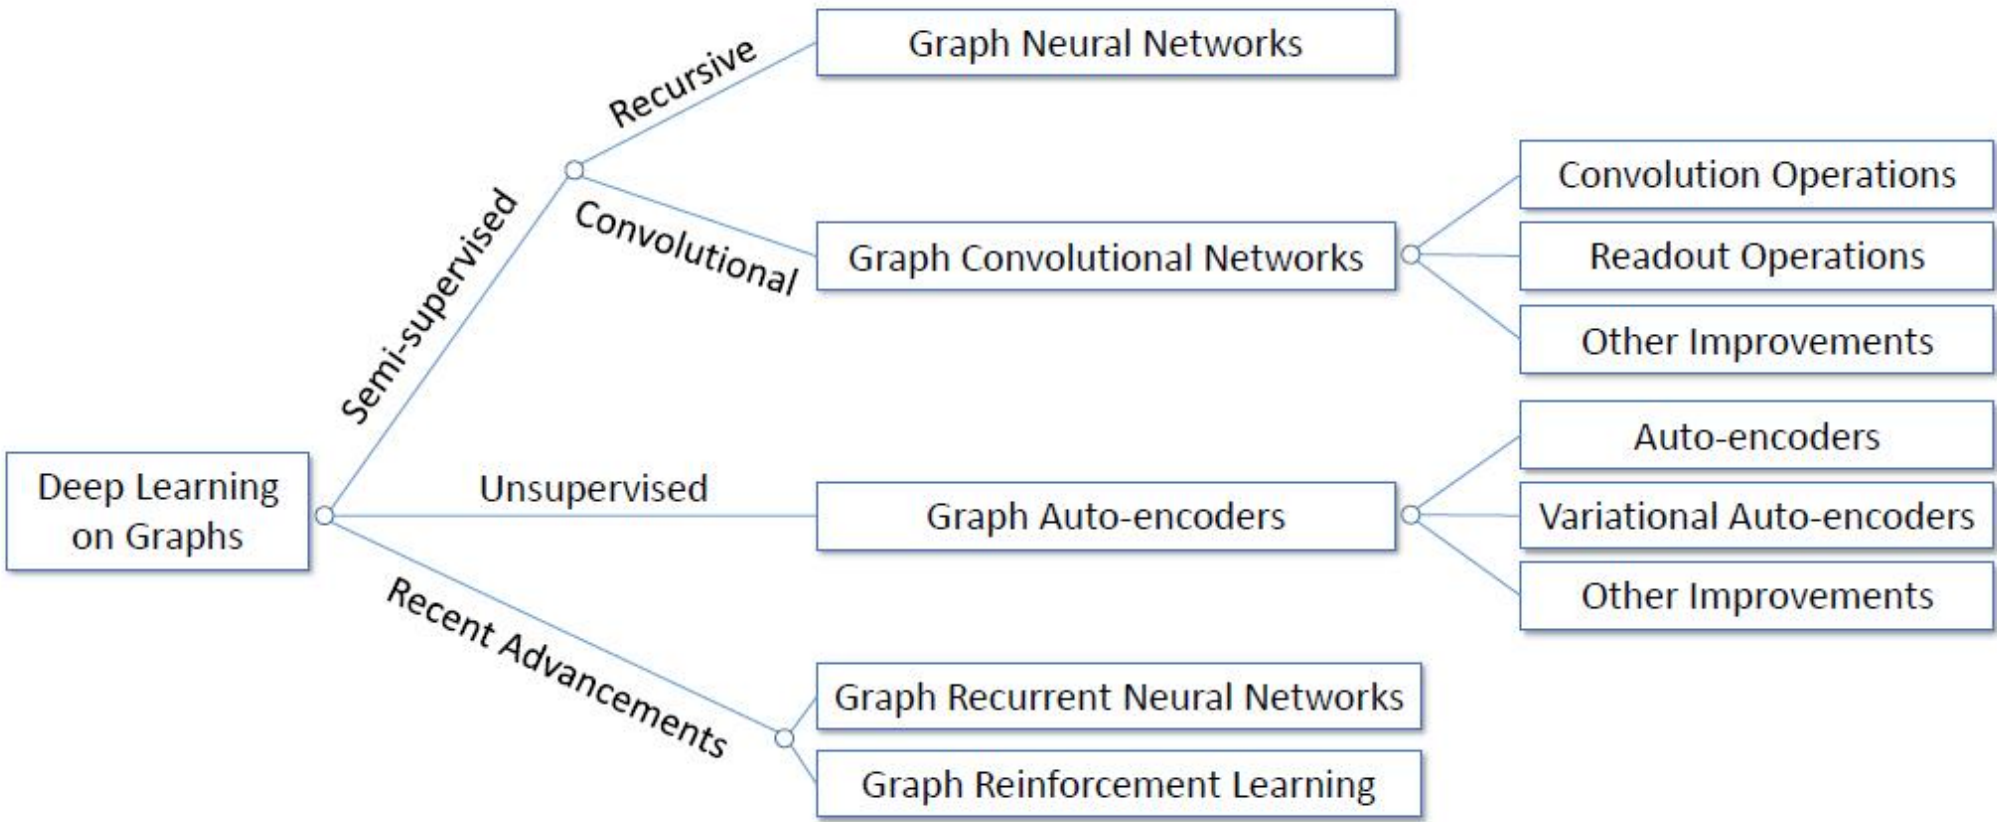 Recursive
Graph Neural Networks
Semi-supervised
Convolutional
Graph Convolutional Networks
Convolution Operations
Readout Operations
Other Improvements
Deep Learning
on Graphs
Unsupervised
Graph Auto-encoders
Auto-encoders
Variational Auto-encoders
Other Improvements
Recent Advancements
Graph Recurrent Neural Networks
Graph Reinforcement Learning